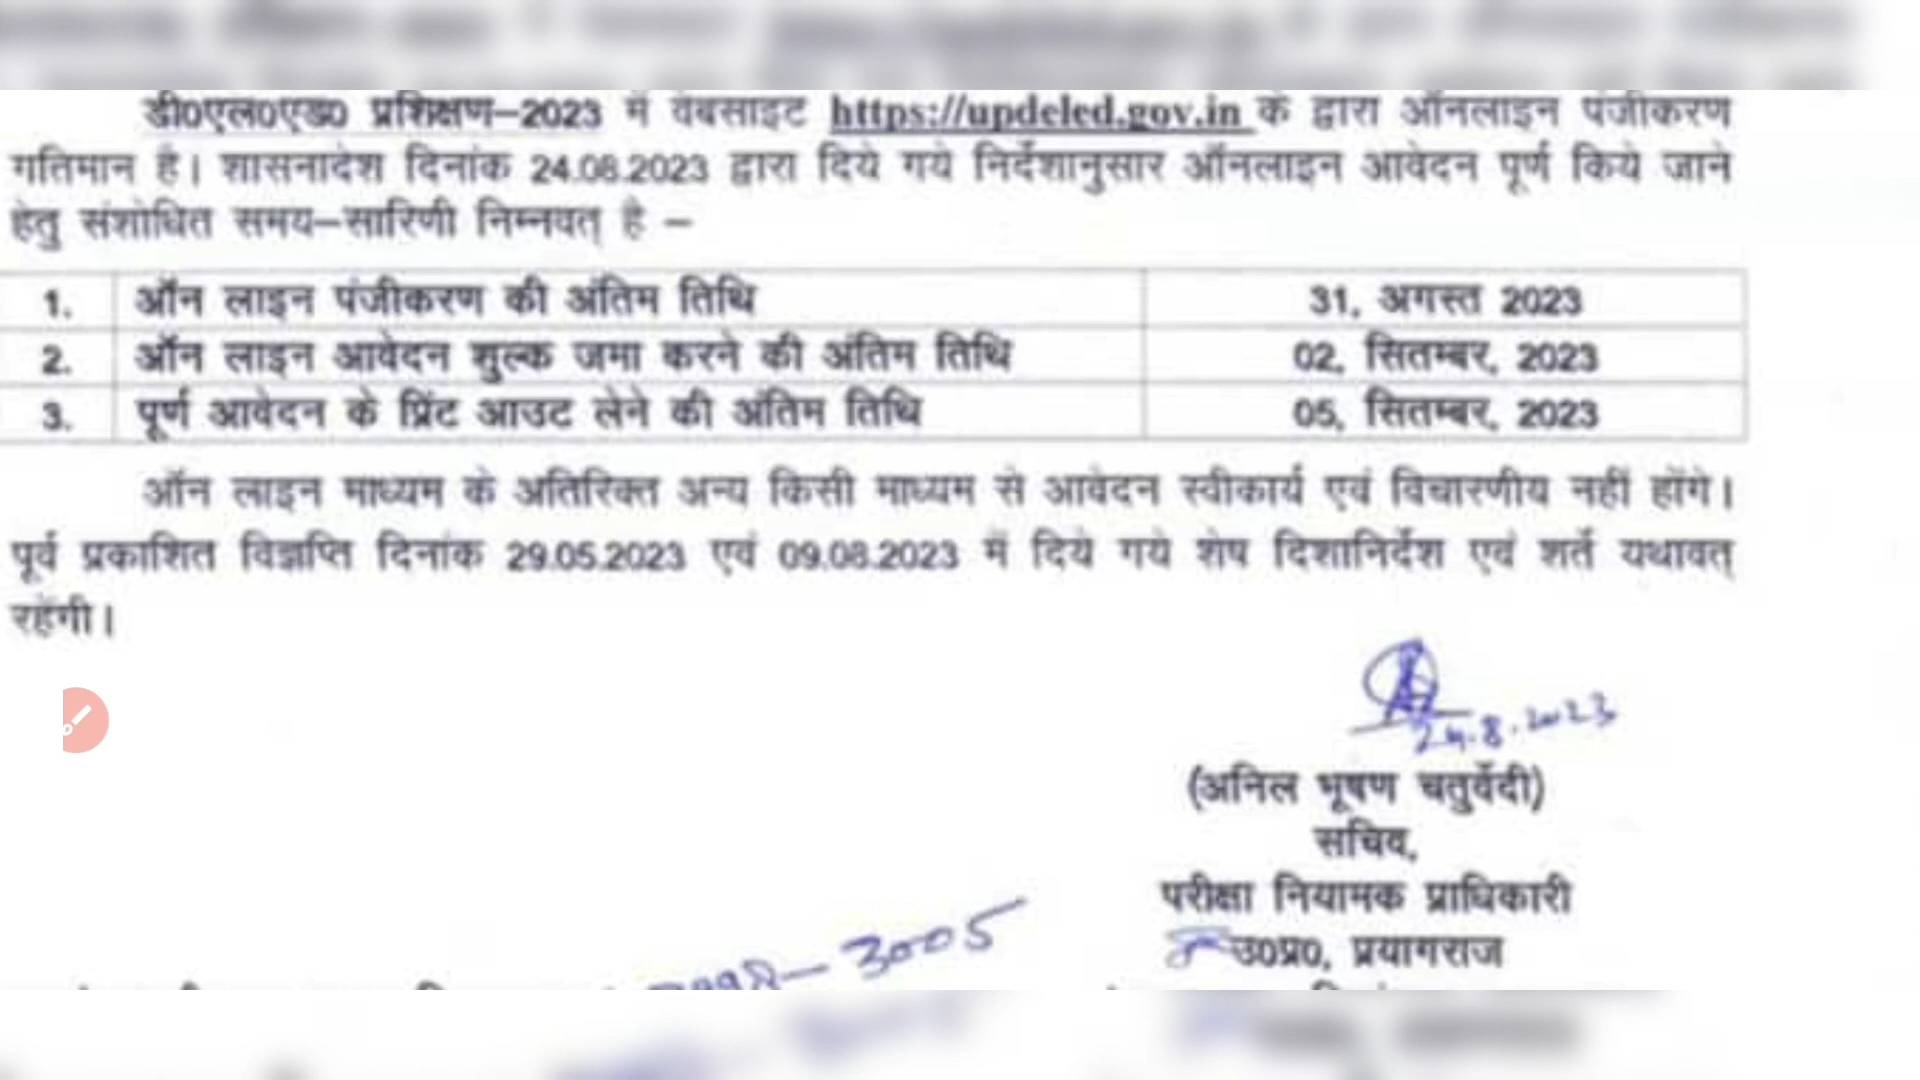 डी0एल0एड0 प्रशिक्षण–2023 में वेबसाइट https://updeled.gov.in के द्वारा ऑनलाइन पंजीकरण
गतिमान है। शासनादेश दिनांक 24.08.2023 द्वारा दिये गये निर्देशानुसार ऑनलाइन आवेदन पूर्ण किये जाने
हेतु संशोधित समय–सारिणी निम्नवत् है –
1. ऑन लाइन पंजीकरण की अंतिम तिथि 31, अगस्त 2023
2. ऑन लाइन आवेदन शुल्क जमा करने की अंतिम तिथि 02, सितम्बर, 2023
3. पूर्ण आवेदन के प्रिंट आउट लेने की अंतिम तिथि 05, सितम्बर, 2023
ऑन लाइन माध्यम के अतिरिक्त अन्य किसी माध्यम से आवेदन स्वीकार्य एवं विचारणीय नहीं होंगे।
पूर्व प्रकाशित विज्ञप्ति दिनांक 29.05.2023 एवं 09.08.2023 में दिये गये शेष दिशानिर्देश एवं शर्ते यथावत्
रहेंगी।
24.8.2023
(अनिल भूषण चतुर्वेदी)
सचिव,
परीक्षा नियामक प्राधिकारी
उ0प्र0, प्रयागराज
– 3005